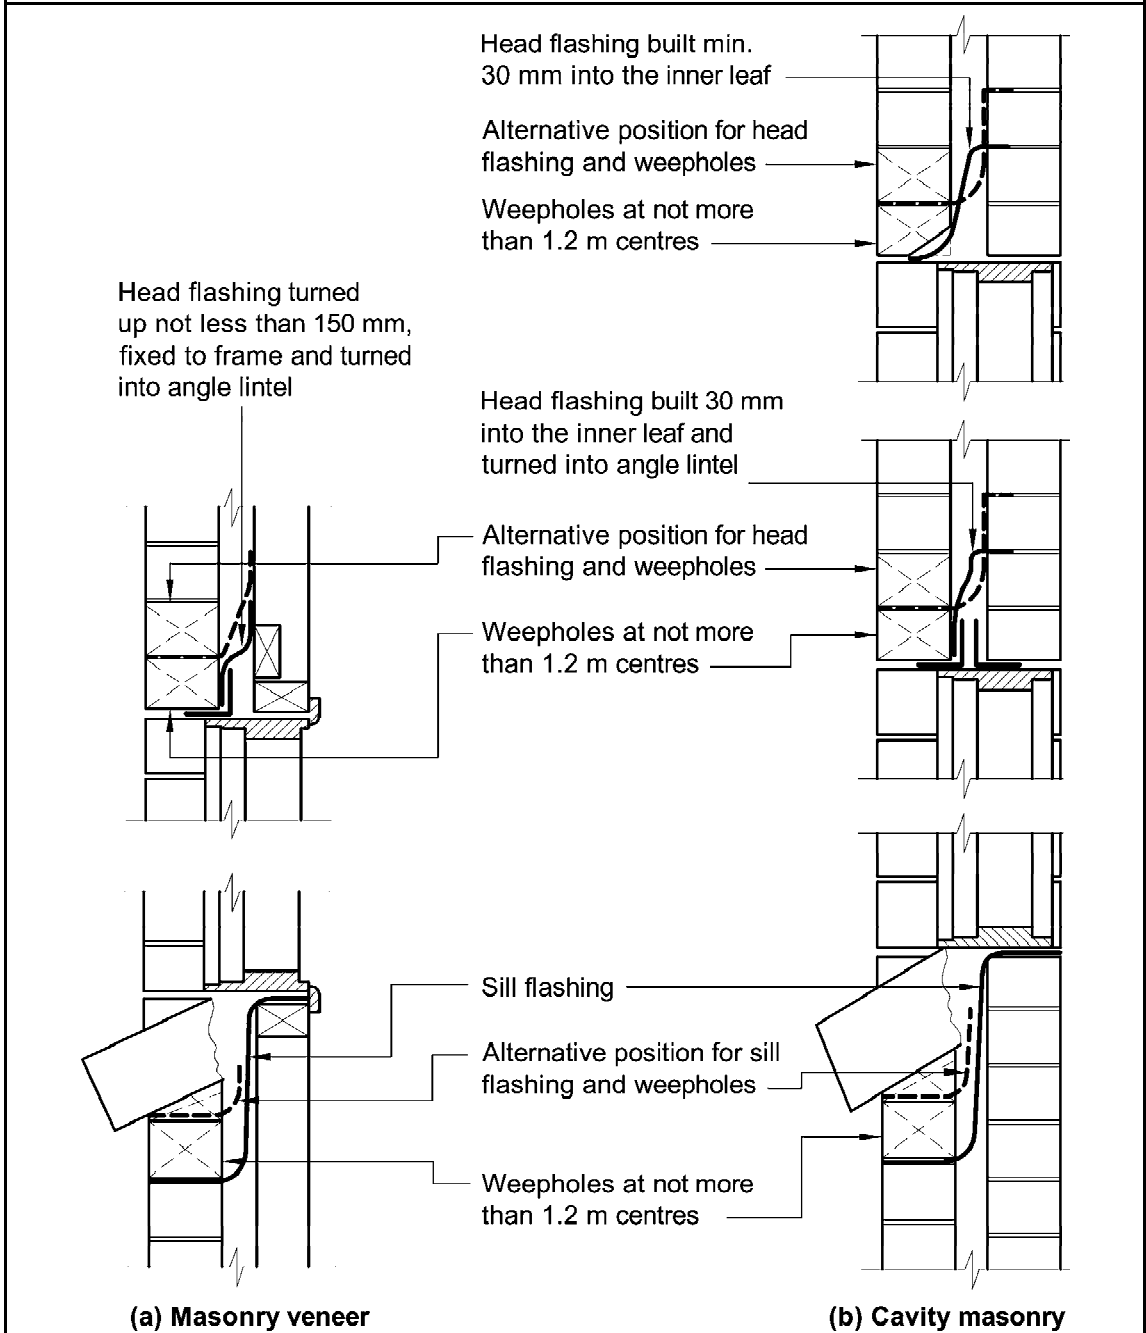 Head flashing built min.
30 mm into the inner leaf
Alternative position for head
flashing and weepholes
Weepholes at not more
than 1.2 m centres
Head flashing turned
up not less than 150 mm,
fixed to frame and turned
into angle lintel
Head flashing built 30 mm
into the inner leaf and
turned into angle lintel
Alternative position for head
flashing and weepholes
Weepholes at not more
than 1.2 m centres
Sill flashing
Alternative position for sill
flashing and weepholes
Weepholes at not more
than 1.2 m centres
(a) Masonry veneer
(b) Cavity masonry